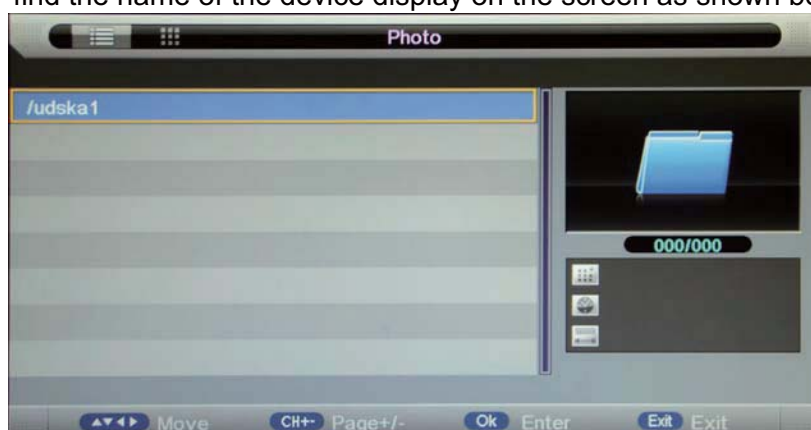 find the name of the device display on the screen as shown be
Photo
/udska1
000/000
▲▼◄► Move CH+- Page+/- Ok Enter Exit Exit